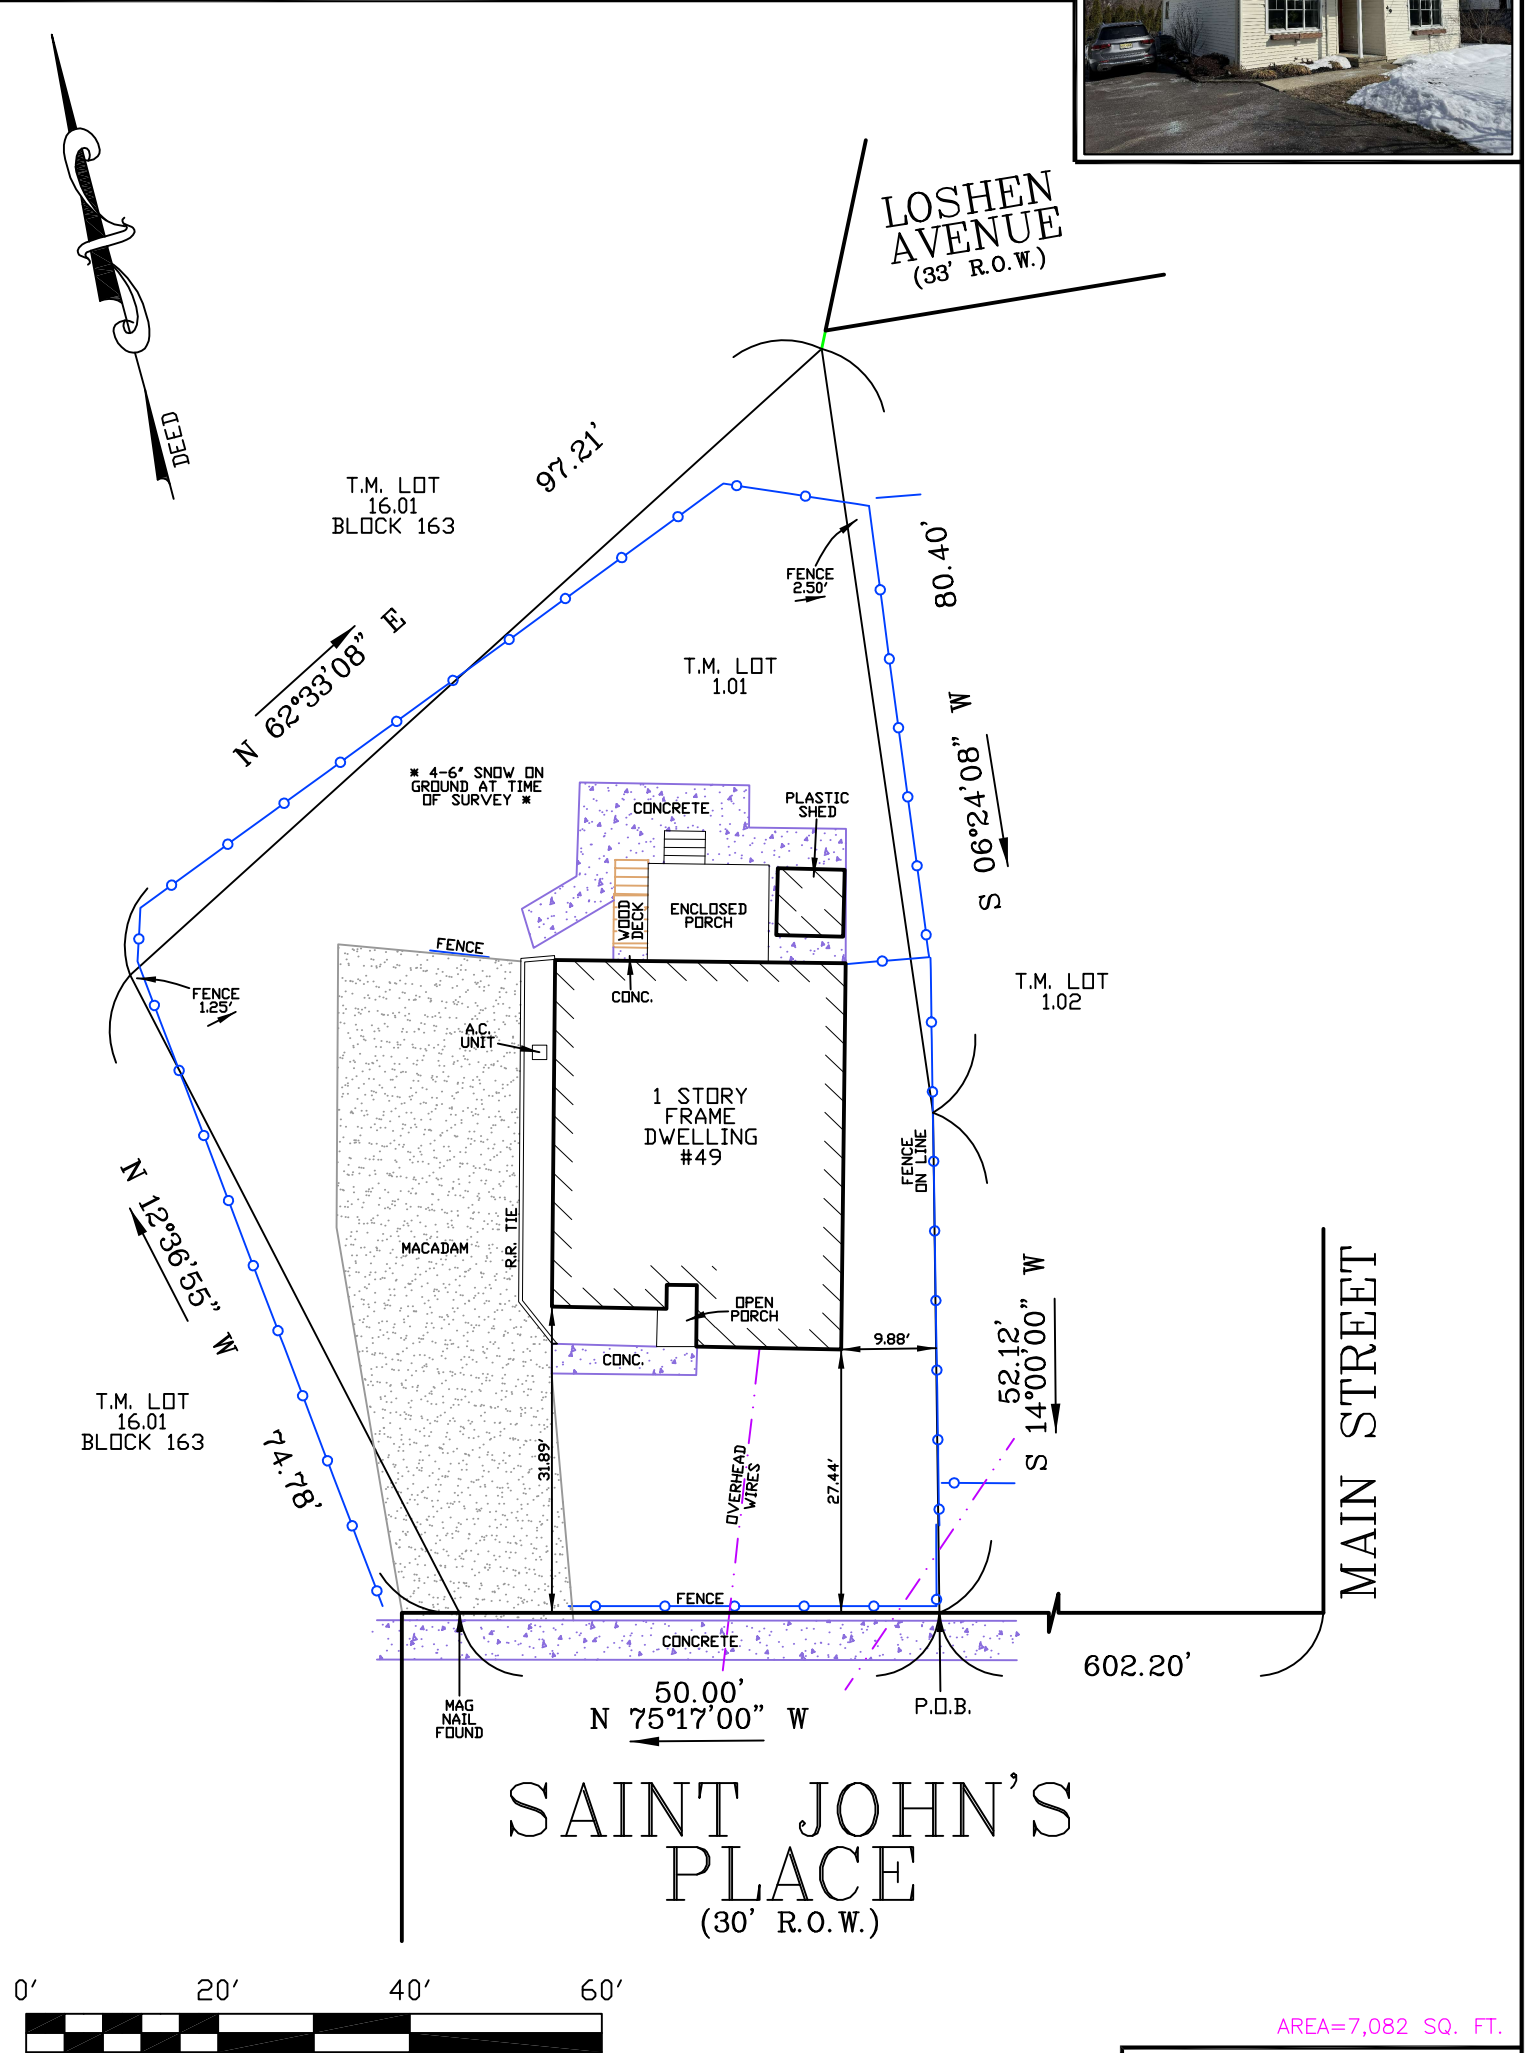 LOSHEN
AVENUE
(33' R.O.W.)
DEED
97.21'
T.M. LOT
16.01
BLOCK 163
80.40'
FENCE
2.50'
N 62°33'08" E
T.M. LOT
1.01
S 06°24'08" W
* 4-6" SNOW ON
GROUND AT TIME
OF SURVEY *
CONCRETE
PLASTIC
SHED
WOOD
DECK
ENCLOSED
PORCH
FENCE
FENCE
1.25'
CONC.
T.M. LOT
1.02
A.C.
UNIT
1 STORY
FRAME
DWELLING
#49
FENCE
ON LINE
N 12°36'55" W
R.R. TIE
MACADAM
OPEN
PORCH
9.88'
CONC.
52.12'
S 14°00'00" W
MAIN STREET
T.M. LOT
16.01
BLOCK 163
74.78'
31.89'
OVERHEAD
WIRES
27.44'
FENCE
CONCRETE
602.20'
50.00'
N 75°17'00" W
P.O.B.
MAG
NAIL
FOUND
SAINT JOHN'S
PLACE
(30' R.O.W.)
0' 20' 40' 60'
AREA=7,082 SQ. FT.